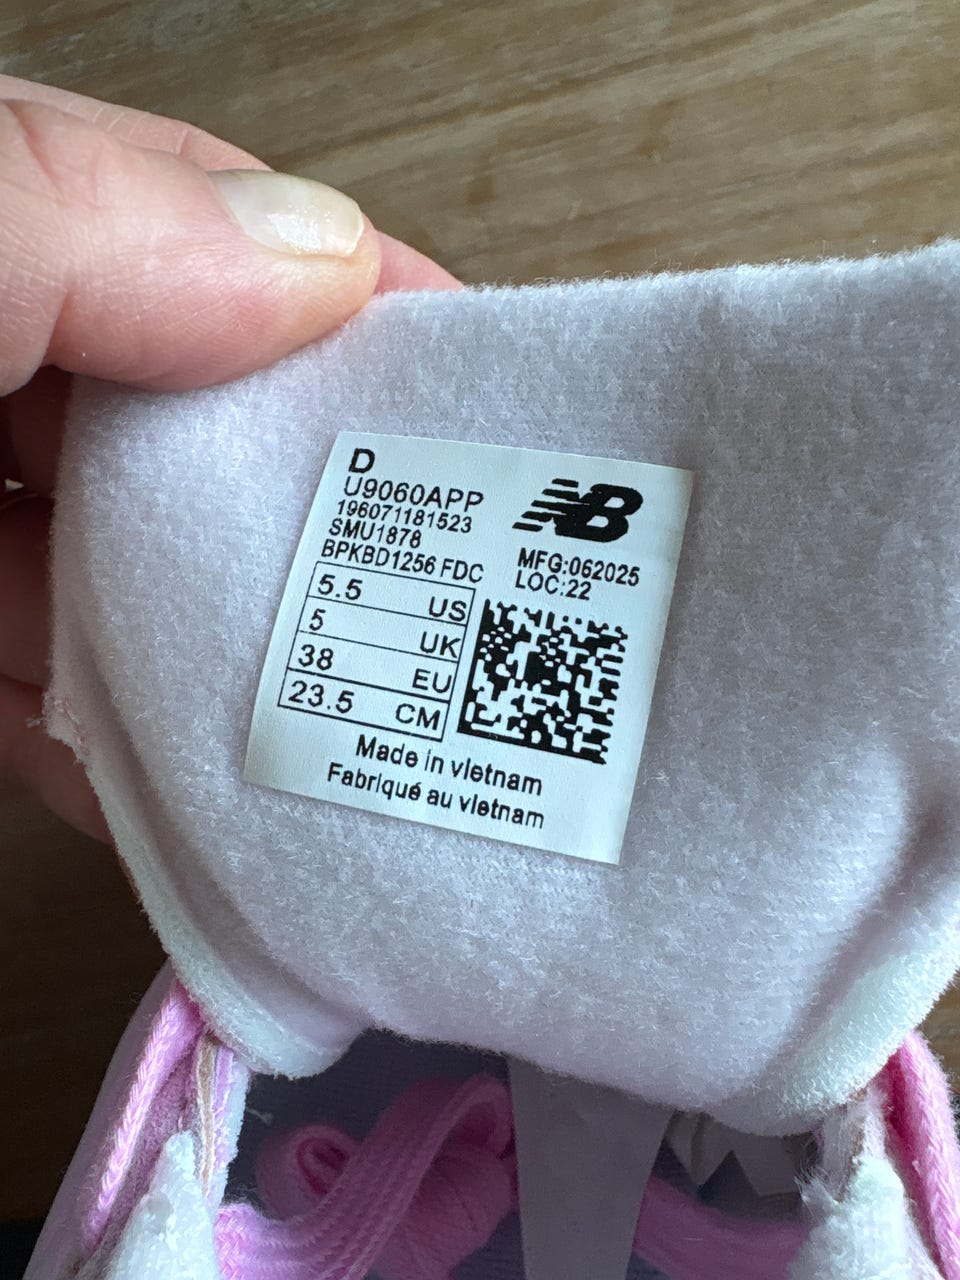 D
U9060APP
196071181523
SMU1878
BPKBD1256 FDC
NB
MFG:062025
LOC:22
5.5 US
5 UK
38 EU
23.5 CM
Made in vietnam
Fabriqué au vietnam